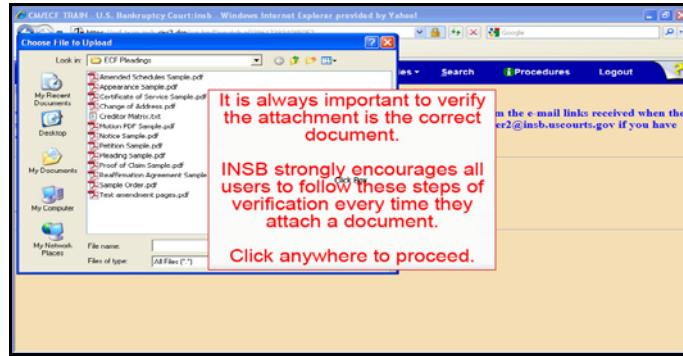 CM/ECF TRAIN - U.S. Bankruptcy Court:insb - Windows Internet Explorer provided by Yahoo!
Google
Choose File to Upload
Look in: ECF Pleadings
Search Procedures Logout
My Recent Documents
Desktop
My Documents
My Computer
My Network Places
Amended Schedules Sample.pdf
Appearance Sample.pdf
Certificate of Service Sample.pdf
Change of Address.pdf
Creditor Matrix.txt
Motion PDF Sample.pdf
Notice Sample.pdf
Petition Sample.pdf
Pleading Sample.pdf
Proof of Claim Sample.pdf
Reaffirmation Agreement Sample
Sample Order.pdf
Test amendment pages.pdf
File name:
Files of type: All Files (*.*)
m the e-mail links received when the
er2@insb.uscourts.gov if you have
It is always important to verify
the attachment is the correct
document.
INSB strongly encourages all
users to follow these steps of
verification every time they
attach a document.
Click anywhere to proceed.
Click Box